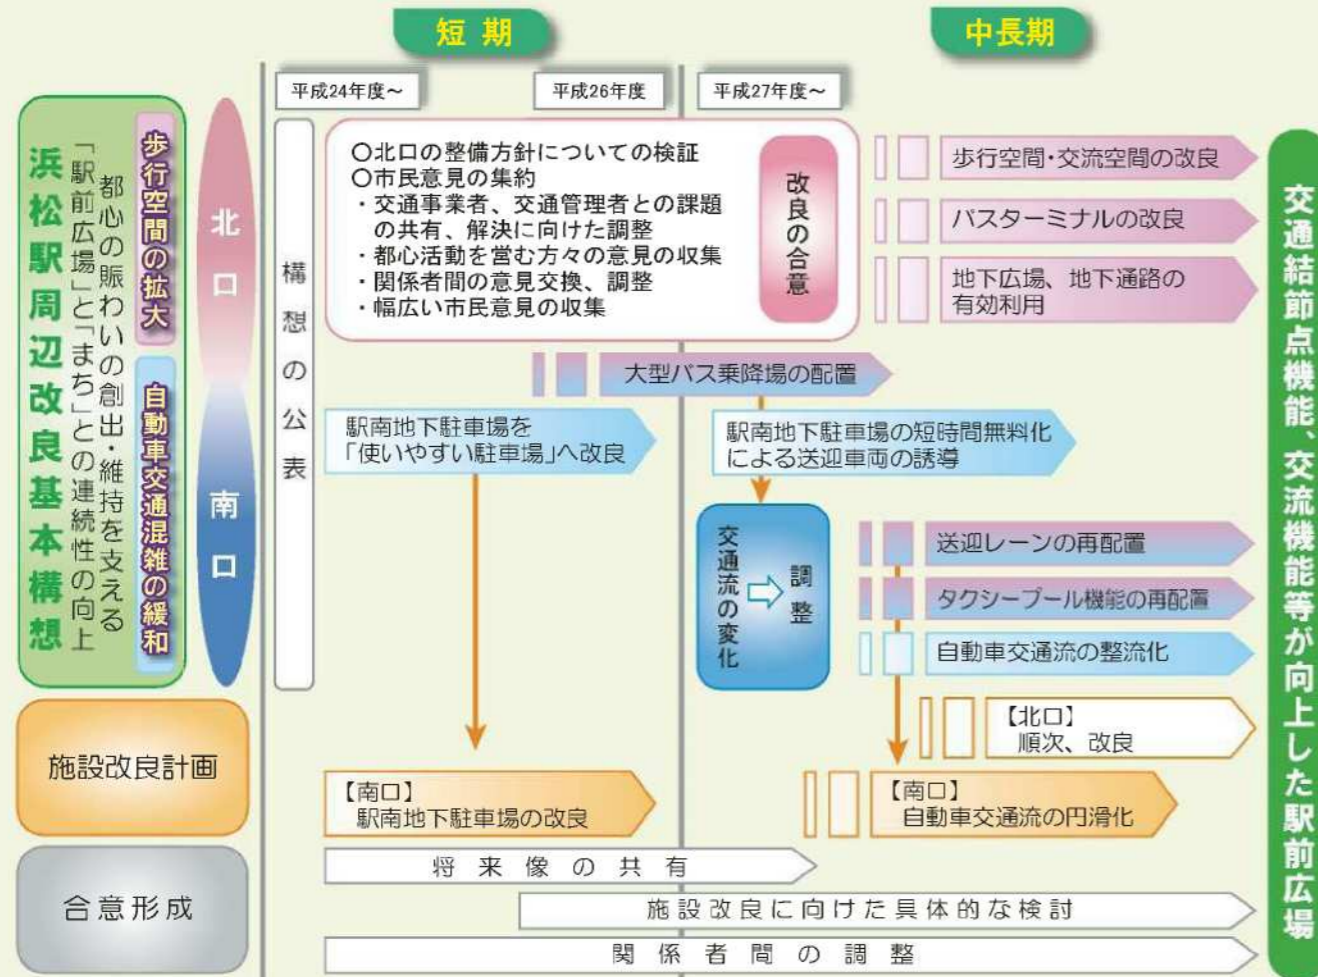 短期
中長期
平成24年度～
平成26年度
平成27年度～
浜松駅周辺改良基本構想
「駅前広場」と「まち」との連続性の向上
都心の賑わいの創出・維持を支える
歩行空間の拡大
自動車交通混雑の緩和
北口
南口
構想の公表
〇北口の整備方針についての検証
〇市民意見の集約
・交通事業者、交通管理者との課題
の共有、解決に向けた調整
・都心活動を営む方々の意見の収集
・関係者間の意見交換、調整
・幅広い市民意見の収集
改良の合意
歩行空間・交流空間の改良
バスターミナルの改良
地下広場、地下通路の
有効利用
大型バス乗降場の配置
駅南地下駐車場を
「使いやすい駐車場」へ改良
駅南地下駐車場の短時間無料化
による送迎車両の誘導
交通流の変化
調整
送迎レーンの再配置
タクシープール機能の再配置
自動車交通流の整流化
施設改良計画
【北口】
順次、改良
【南口】
駅南地下駐車場の改良
【南口】
自動車交通流の円滑化
合意形成
将来像の共有
施設改良に向けた具体的な検討
関係者間の調整
交通結節点機能、交流機能等が向上した駅前広場